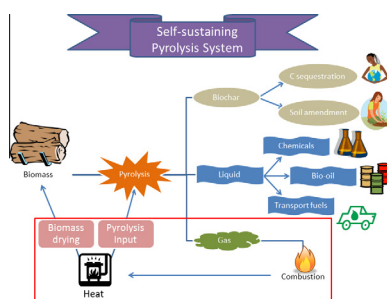 Self-sustaining
Pyrolysis System
C sequestration
Biochar
Soil amendment
Chemicals
Biomass
Pyrolysis
Liquid
Bio-oil
Transport fuels
Biomass
drying
Pyrolysis
input
Gas
Combustion
Heat